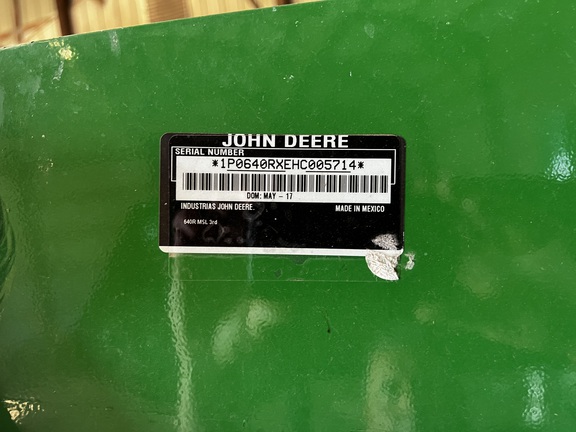 JOHN DEERE
SERIAL NUMBER
*1P0640RXEHC005714*
DOM: MAY - 17
INDUSTRIAS JOHN DEERE. MADE IN MEXICO
640R MSL 3rd